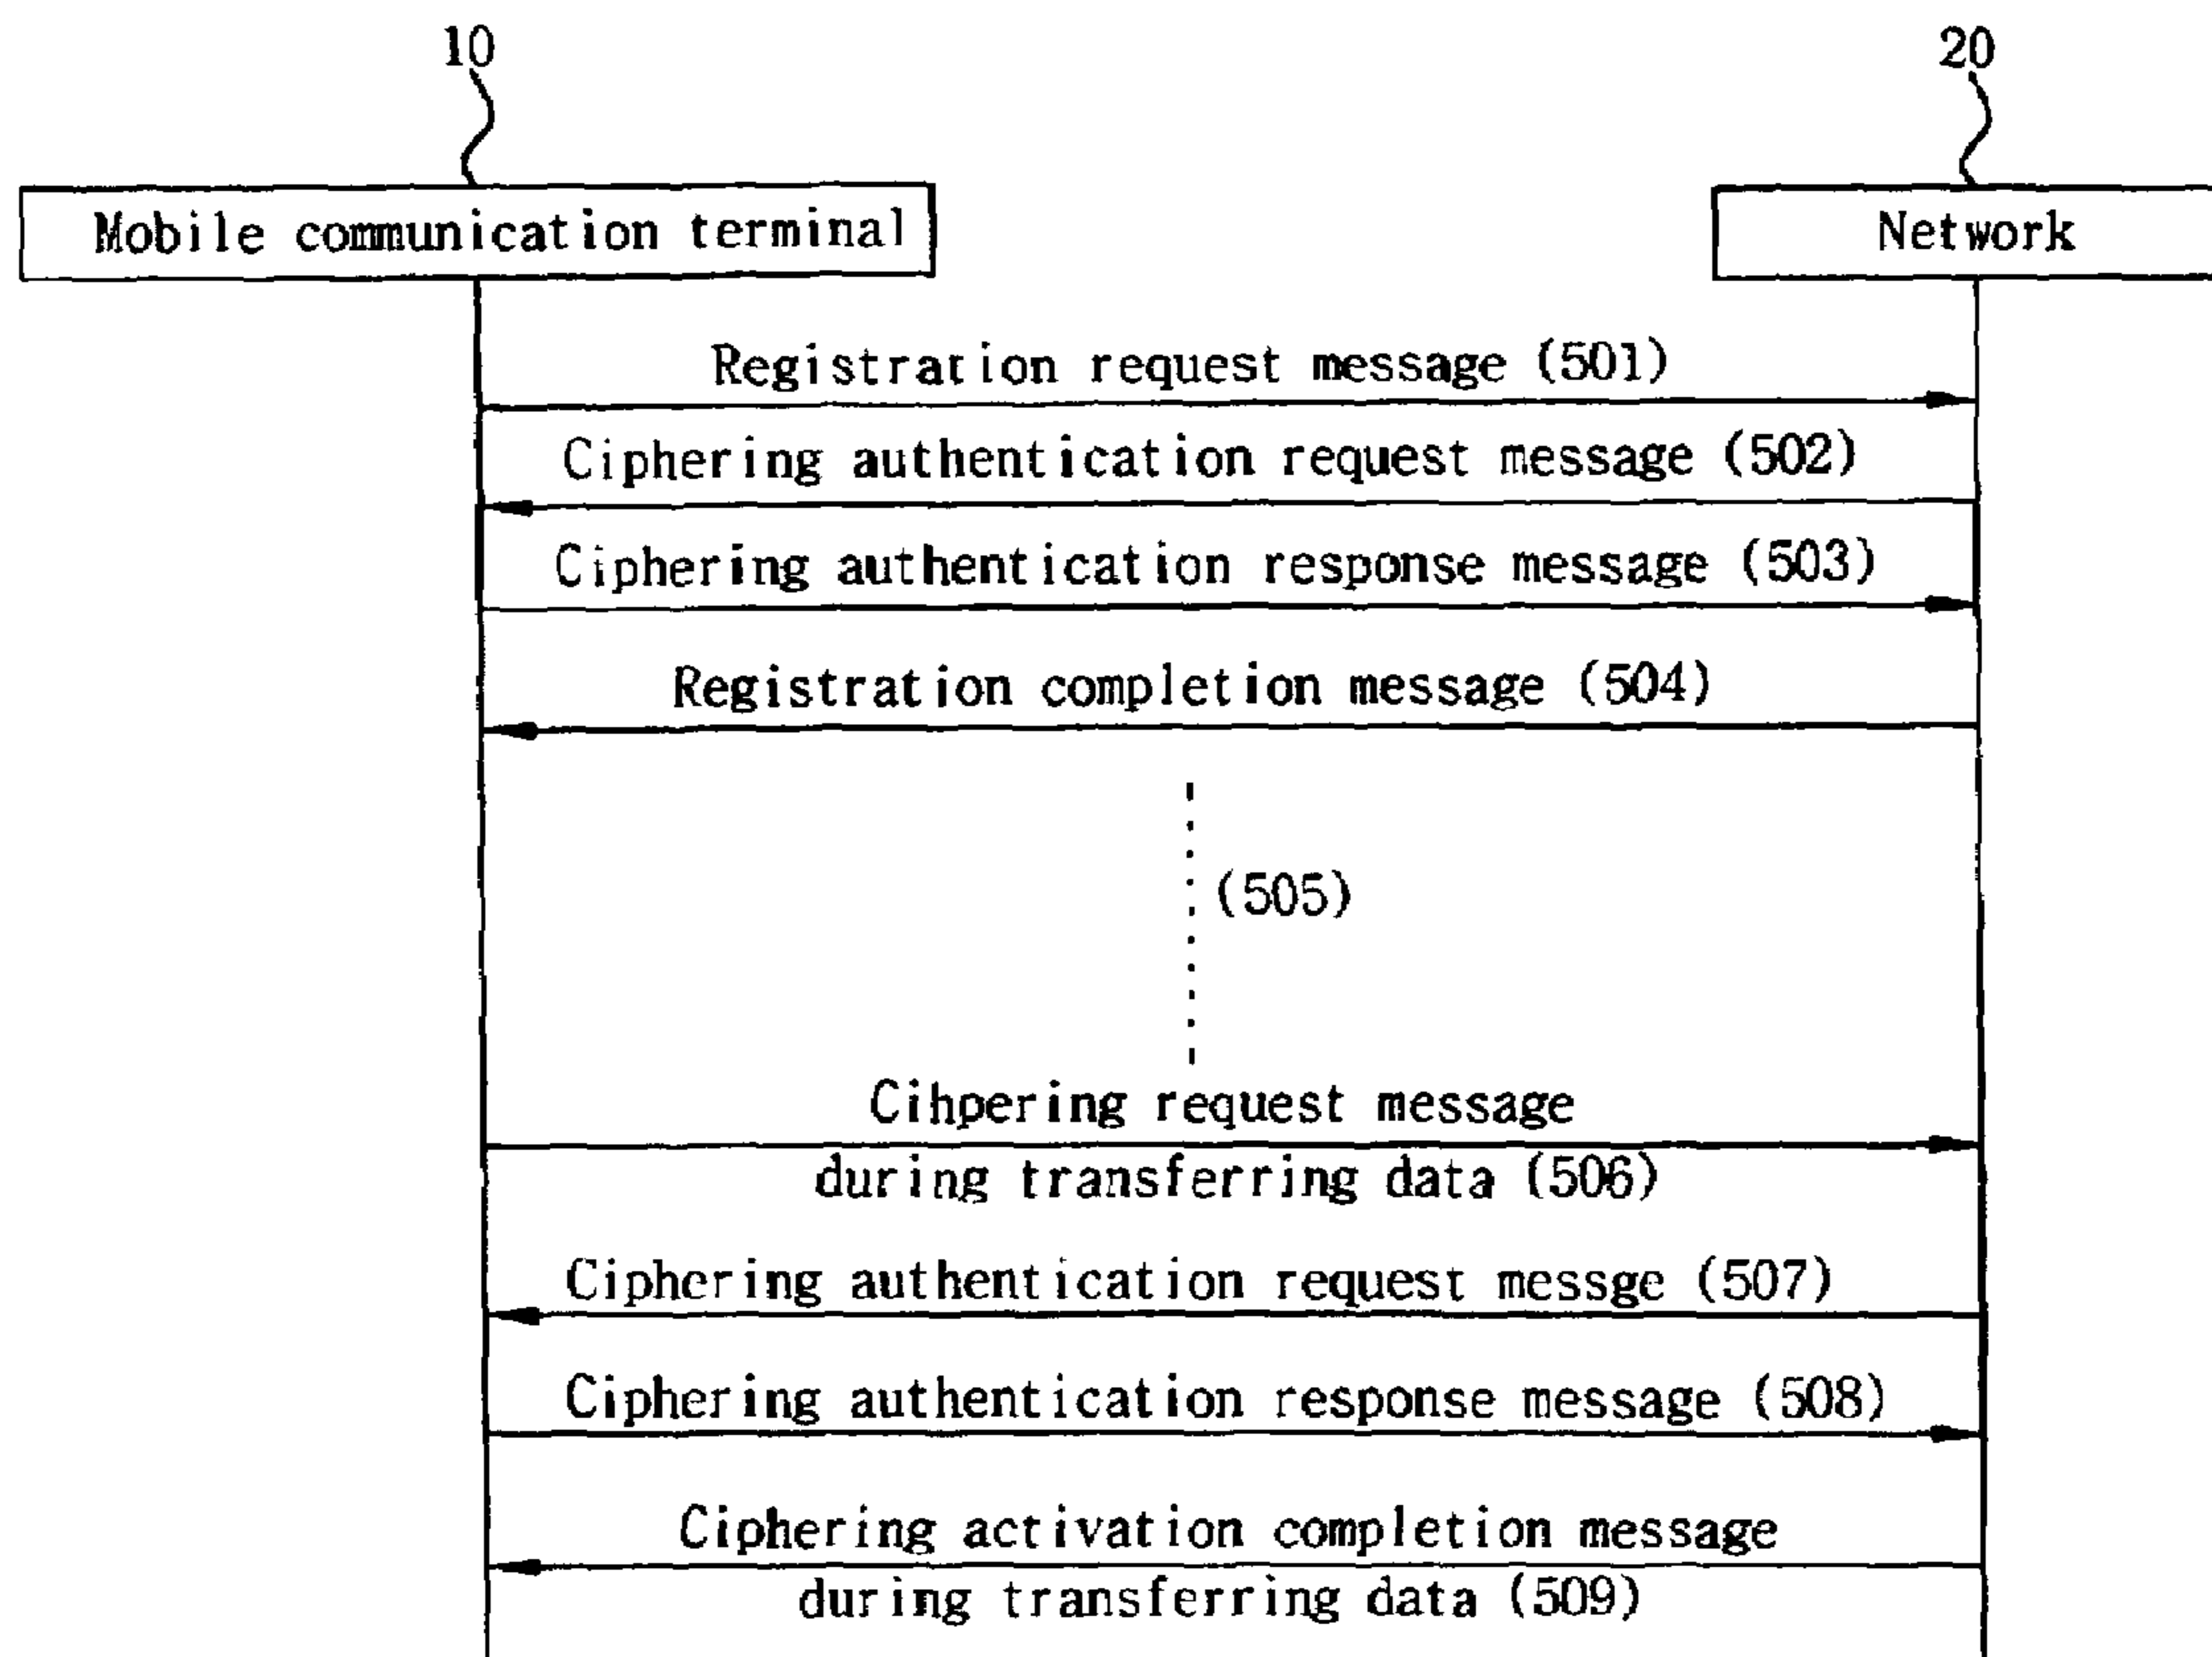 10
20
Mobile communication terminal
Network
Registration request message (501)
Ciphering authentication request message (502)
Ciphering authentication response message (503)
Registration completion message (504)
(505)
Cihpering request message
during transferring data (506)
Ciphering authentication request messge (507)
Ciphering authentication response message (508)
Ciphering activation completion message
during transferring data (509)